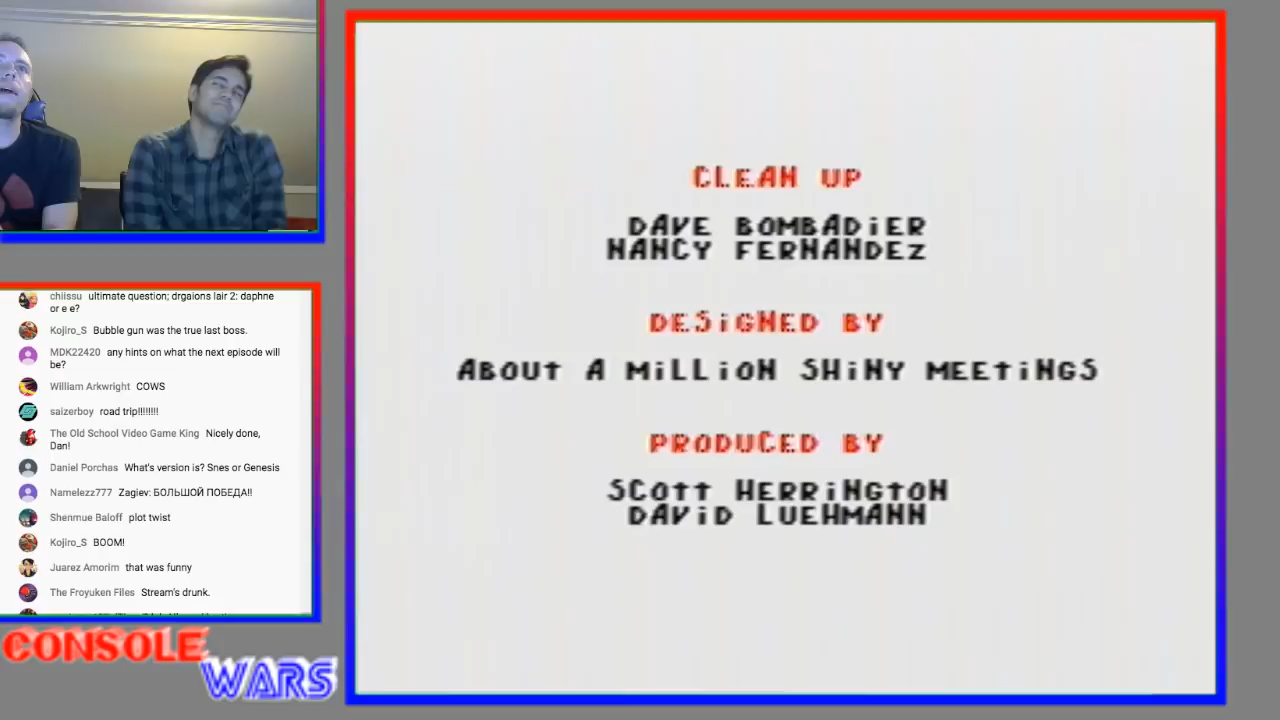 CLEAN UP
DAVE BOMBADiER
NANCY FERNANDEz
DESiGNED BY
ABOUt A MiLLiON SHiNY MEEtiNGS
PRODUCED BY
SCOtt HERRiNGtON
DAViD LUEHMANN
chiissu ultimate question; drgaions lair 2: daphne
or e e?
Kojiro_S Bubble gun was the true last boss.
MDK22420 any hints on what the next episode will
be?
William Arkwright COWS
saizerboy road trip!!!!!!!!
The Old School Video Game King Nicely done,
Dan!
Daniel Porchas What's version is? Snes or Genesis
Namelezz777 Zagiev: БОЛЬШОЙ ПОБЕДА!!
Shenmue Baloff plot twist
Kojiro_S BOOM!
Juarez Amorim that was funny
The Froyuken Files Stream's drunk.
CONSOLE
WARS